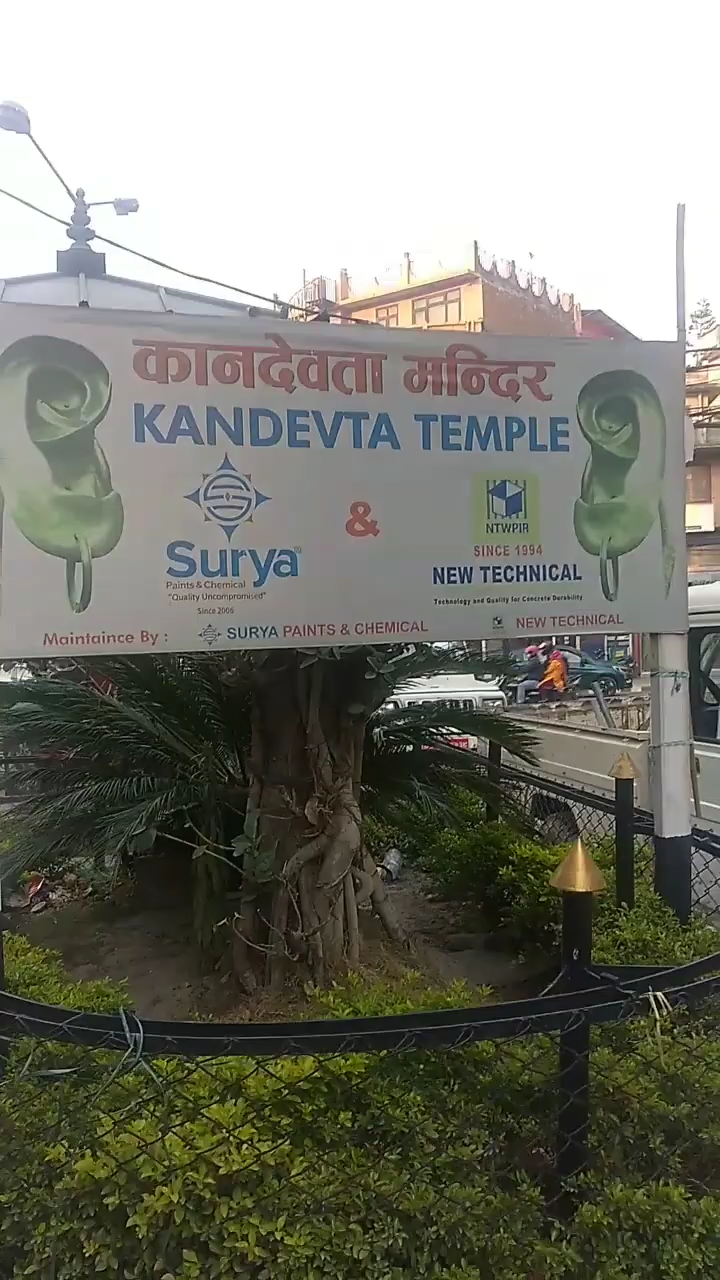 कानदेवता मन्दिर
KANDEVTA TEMPLE
Surya
Paints & Chemical
"Quality Uncompromised"
Since 2006
&
NTWPIR
SINCE 1994
NEW TECHNICAL
Technology and Quality for Concrete Durability
Maintaince By : SURYA PAINTS & CHEMICAL NEW TECHNICAL